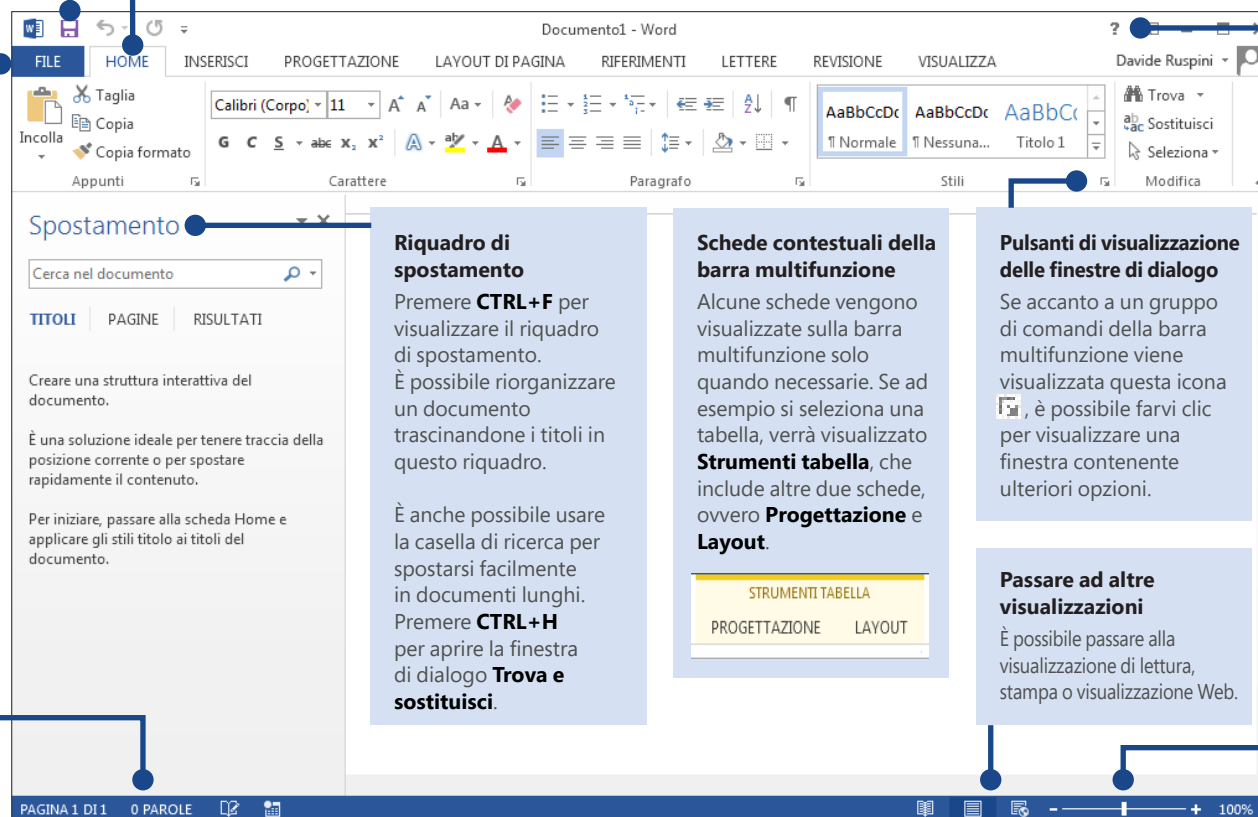 Documento1 - Word
?
FILE HOME INSERISCI PROGETTAZIONE LAYOUT DI PAGINA RIFERIMENTI LETTERE REVISIONE VISUALIZZA Davide Ruspini
Incolla
Taglia
Copia
Copia formato
Appunti
Calibri (Corpo) 11 A A Aa
G C S abc x₂ x² A aby A
Carattere
Paragrafo
AaBbCcDc AaBbCcDc AaBbCc
¶ Normale ¶ Nessuna... Titolo 1
Stili
Trova
Sostituisci
Seleziona
Modifica
Spostamento
Cerca nel documento
TITOLI PAGINE RISULTATI
Creare una struttura interattiva del
documento.
È una soluzione ideale per tenere traccia della
posizione corrente o per spostare
rapidamente il contenuto.
Per iniziare, passare alla scheda Home e
applicare gli stili titolo ai titoli del
documento.
Riquadro di
spostamento
Premere CTRL+F per
visualizzare il riquadro
di spostamento.
È possibile riorganizzare
un documento
trascinandone i titoli in
questo riquadro.
È anche possibile usare
la casella di ricerca per
spostarsi facilmente
in documenti lunghi.
Premere CTRL+H
per aprire la finestra
di dialogo Trova e
sostituisci.
Schede contestuali della
barra multifunzione
Alcune schede vengono
visualizzate sulla barra
multifunzione solo
quando necessarie. Se ad
esempio si seleziona una
tabella, verrà visualizzato
Strumenti tabella, che
include altre due schede,
ovvero Progettazione e
Layout.
STRUMENTI TABELLA
PROGETTAZIONE LAYOUT
Pulsanti di visualizzazione
delle finestre di dialogo
Se accanto a un gruppo
di comandi della barra
multifunzione viene
visualizzata questa icona
, è possibile farvi clic
per visualizzare una
finestra contenente
ulteriori opzioni.
Passare ad altre
visualizzazioni
È possibile passare alla
visualizzazione di lettura,
stampa o visualizzazione Web.
PAGINA 1 DI 1 0 PAROLE - + 100%